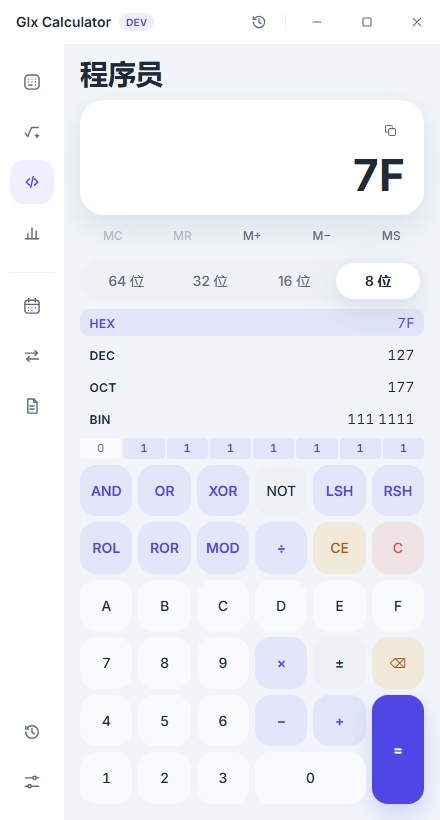 Glx Calculator DEV
程序员
7F
MC MR M+ M− MS
64 位 32 位 16 位 8 位
HEX 7F
DEC 127
OCT 177
BIN 111 1111
0 1 1 1 1 1 1 1
AND OR XOR NOT LSH RSH
ROL ROR MOD ÷ CE C
A B C D E F
7 8 9 × ± ⌫
4 5 6 − +
1 2 3 0 =